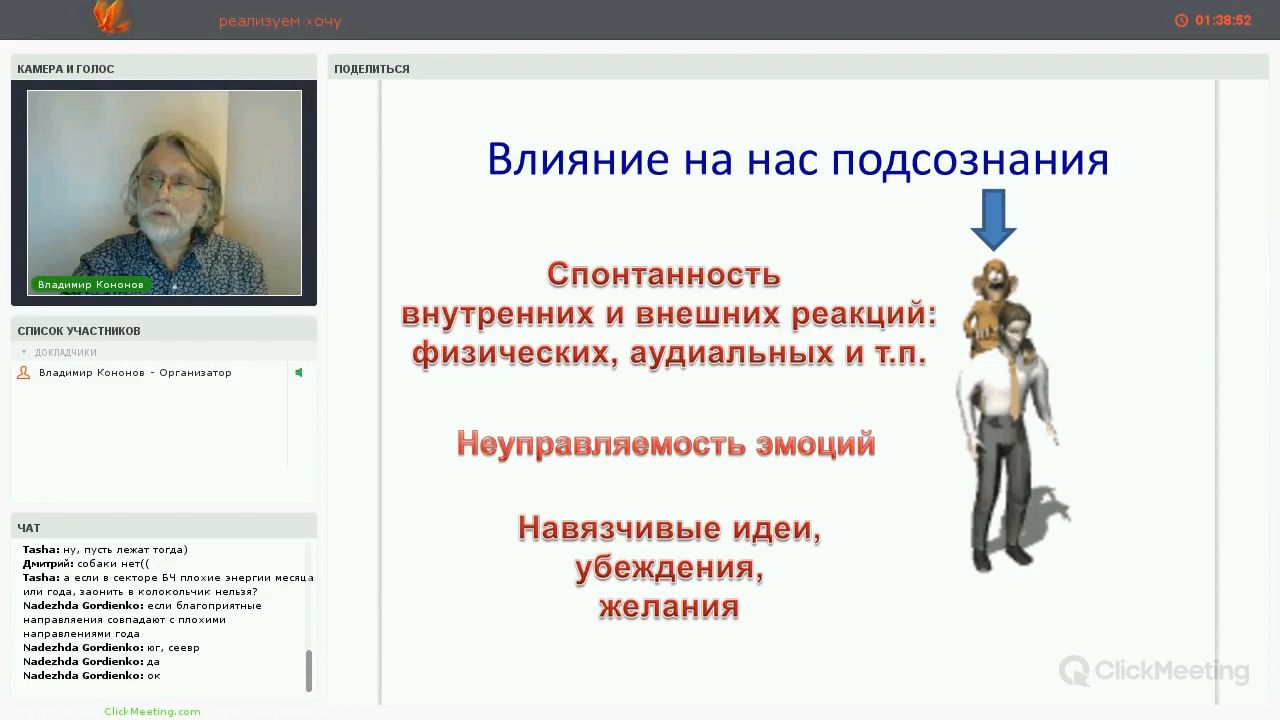 реализуем хочу
01:38:52
КАМЕРА И ГОЛОС
Владимир Кононов
СПИСОК УЧАСТНИКОВ
ДОКЛАДЧИКИ
Владимир Кононов - Организатор
ЧАТ
Tasha: ну, пусть лежат тогда)
Дмитрий: собаки нет((
Tasha: а если в секторе БЧ плохие энергии месяца
или года, заонить в колокольчик нельзя?
Nadezhda Gordienko: если благоприятные
направляения совпадают с плохими
направлениями года
Nadezhda Gordienko: юг, сеевр
Nadezhda Gordienko: да
Nadezhda Gordienko: ок
ClickMeeting.com
ПОДЕЛИТЬСЯ
Влияние на нас подсознания
Спонтанность
внутренних и внешних реакций:
физических, аудиальных и т.п.
Неуправляемость эмоций
Навязчивые идеи,
убеждения,
желания
ClickMeeting